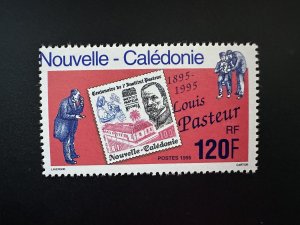 Nouvelle - Calédonie
1895-
1995
Centenaire de l'Institut Pasteur
Louis
Pasteur
Nouvelle - Calédonie
RF
POSTES 1995
120F